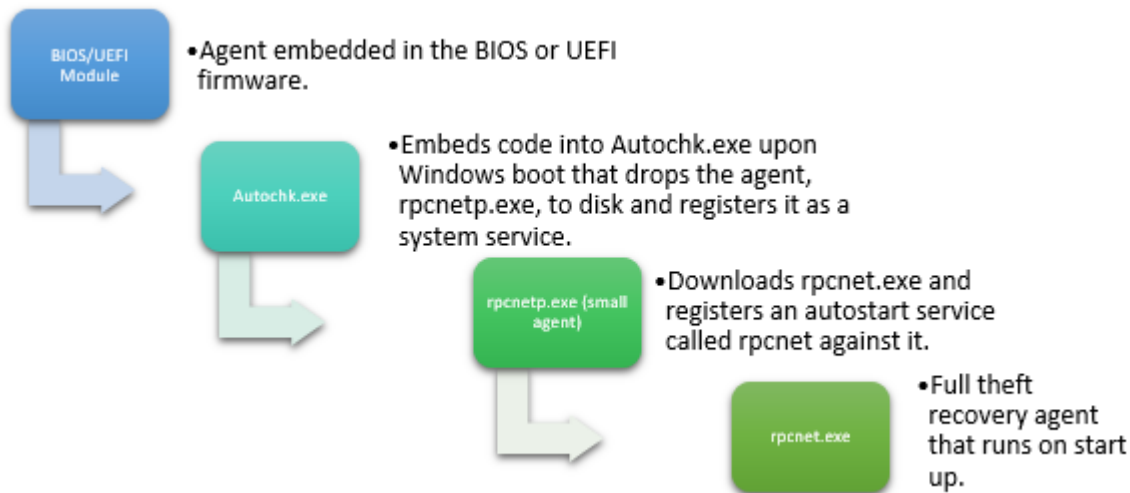 BIOS/UEFI
Module
•Agent embedded in the BIOS or UEFI
firmware.
Autochk.exe
•Embeds code into Autochk.exe upon
Windows boot that drops the agent,
rpcnetp.exe, to disk and registers it as a
system service.
rpcnetp.exe (small
agent)
•Downloads rpcnet.exe and
registers an autostart service
called rpcnet against it.
rpcnet.exe
•Full theft
recovery agent
that runs on start
up.